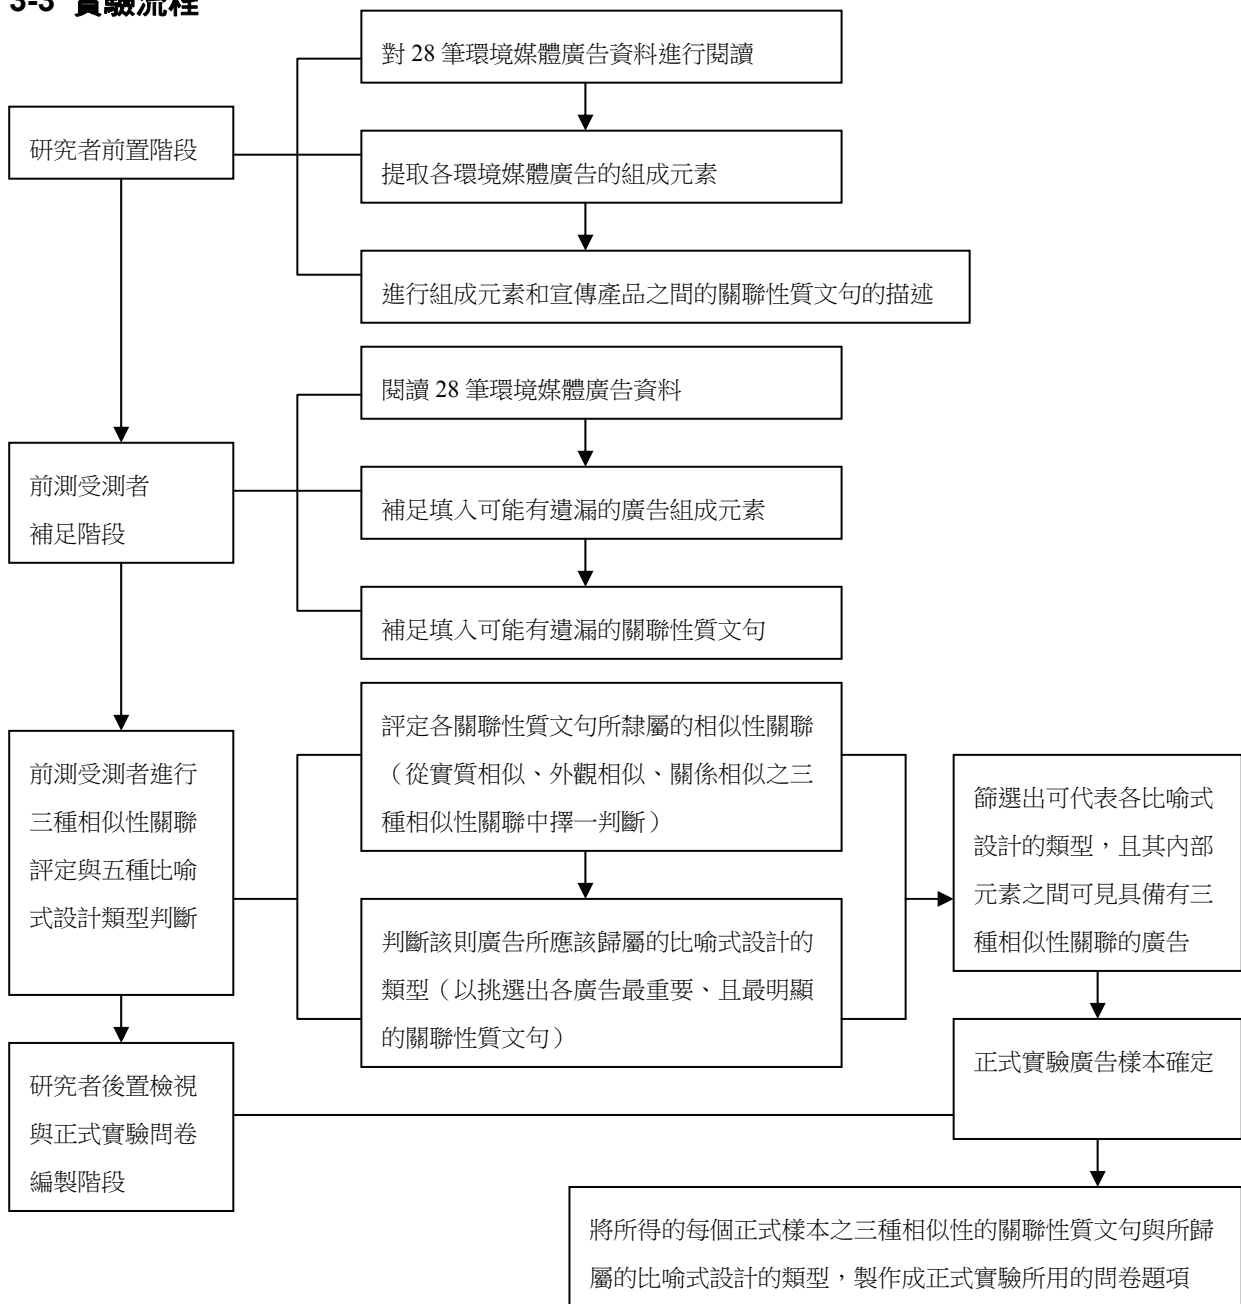 3-3 實驗流程
對 28 筆環境媒體廣告資料進行閱讀
研究者前置階段
提取各環境媒體廣告的組成元素
進行組成元素和宣傳產品之間的關聯性質文句的描述
閱讀 28 筆環境媒體廣告資料
前測受測者
補足階段
補足填入可能有遺漏的廣告組成元素
補足填入可能有遺漏的關聯性質文句
前測受測者進行
三種相似性關聯
評定與五種比喻
式設計類型判斷
評定各關聯性質文句所隸屬的相似性關聯
（從實質相似、外觀相似、關係相似之三
種相似性關聯中擇一判斷）
判斷該則廣告所應該歸屬的比喻式設計的
類型（以挑選出各廣告最重要、且最明顯
的關聯性質文句）
篩選出可代表各比喻式
設計的類型，且其內部
元素之間可見具備有三
種相似性關聯的廣告
正式實驗廣告樣本確定
研究者後置檢視
與正式實驗問卷
編製階段
將所得的每個正式樣本之三種相似性的關聯性質文句與所歸
屬的比喻式設計的類型，製作成正式實驗所用的問卷題項